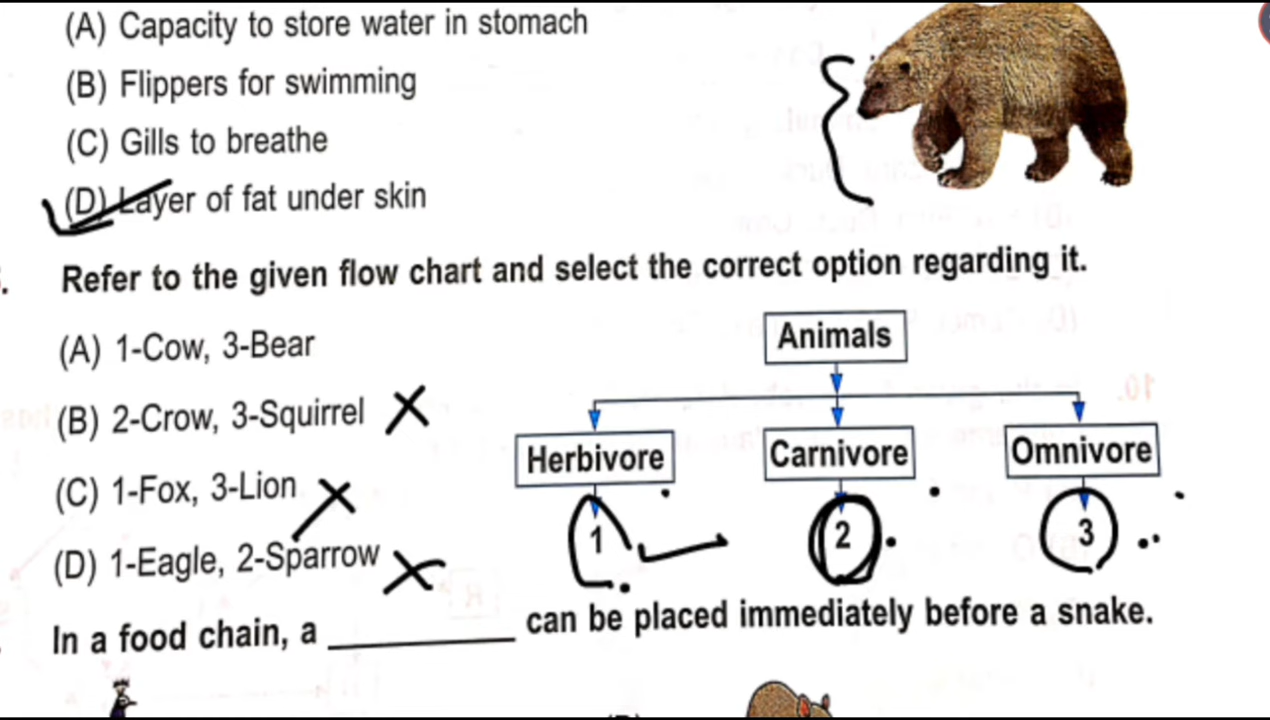 (A) Capacity to store water in stomach
(B) Flippers for swimming
(C) Gills to breathe
(D) Layer of fat under skin
Refer to the given flow chart and select the correct option regarding it.
(A) 1-Cow, 3-Bear
(B) 2-Crow, 3-Squirrel
(C) 1-Fox, 3-Lion
(D) 1-Eagle, 2-Sparrow
Animals
Herbivore Carnivore Omnivore
1 2 3
In a food chain, a ________ can be placed immediately before a snake.